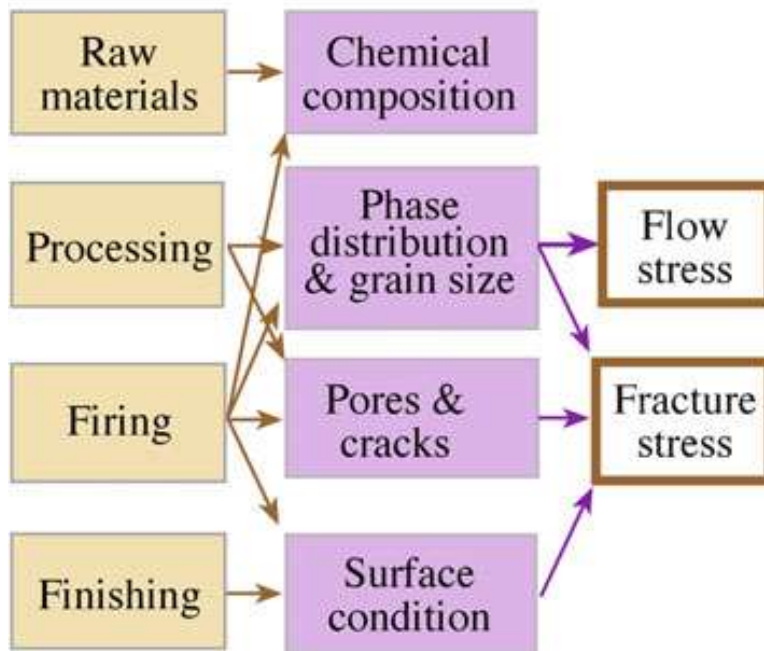 Raw
materials
Chemical
composition
Processing
Phase
distribution
& grain size
Flow
stress
Firing
Pores &
cracks
Fracture
stress
Finishing
Surface
condition